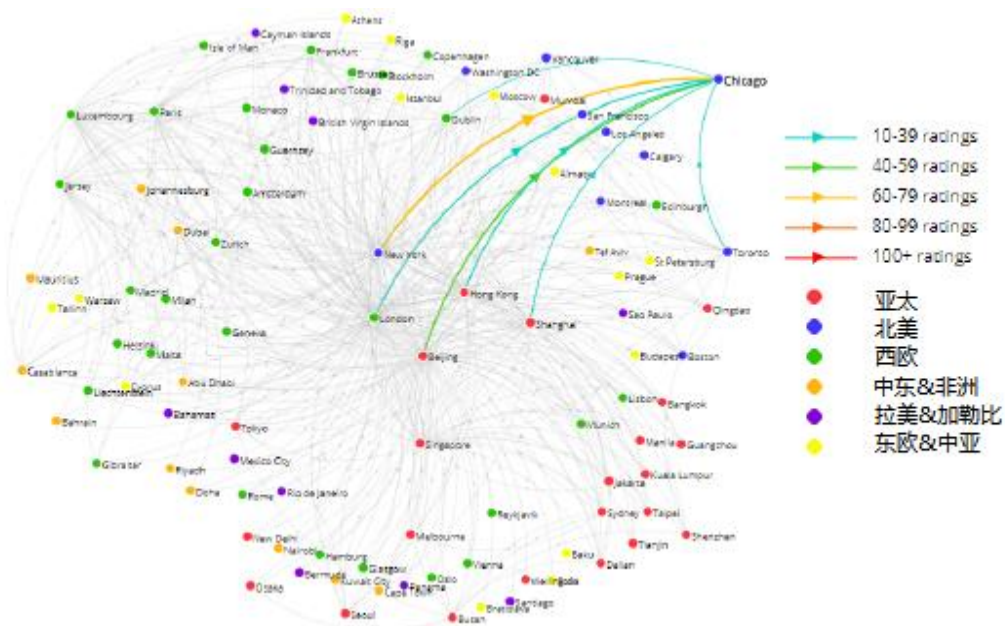 Athens
Cayman Islands
Riga
Isle of Man
Frankfurt
Copenhagen
Vancouver
Brussels
Stockholm
Washington DC
Chicago
Trinidad and Tobago
Istanbul
Moscow
Mumbai
Luxembourg
Paris
Monaco
British Virgin Islands
Dublin
San Francisco
Los Angeles
10-39 ratings
Guernsey
Calgary
40-59 ratings
Almaty
Jersey
Johannesburg
Amsterdam
60-79 ratings
Montreal
Edinburgh
80-99 ratings
Dubai
Zurich
New York
Tel Aviv
St Petersburg
Toronto
100+ ratings
Mauritius
Prague
Madrid
Milan
Hong Kong
Warsaw
Tallinn
亚太
Sao Paulo
Qingdao
London
Shanghai
北美
Geneva
Helsinki
Malta
Beijing
Budapest
Boston
西欧
Casablanca
Cyprus
Abu Dhabi
中东&非洲
Liechtenstein
Lisbon
Bangkok
Bahamas
拉美&加勒比
Bahrain
Tokyo
Munich
Singapore
Manila
Guangzhou
东欧&中亚
Gibraltar
Mexico City
Riyadh
Kuala Lumpur
Jakarta
Doha
Rome
Rio de Janeiro
Reykjavik
Sydney
Taipei
New Delhi
Melbourne
Shenzhen
Nairobi
Tianjin
Hamburg
Baku
Glasgow
Vienna
Dalian
Bermuda
Kuwait City
Oslo
Osaka
Panama
Cape Town
Santiago
Bratislava
Seoul
Busan